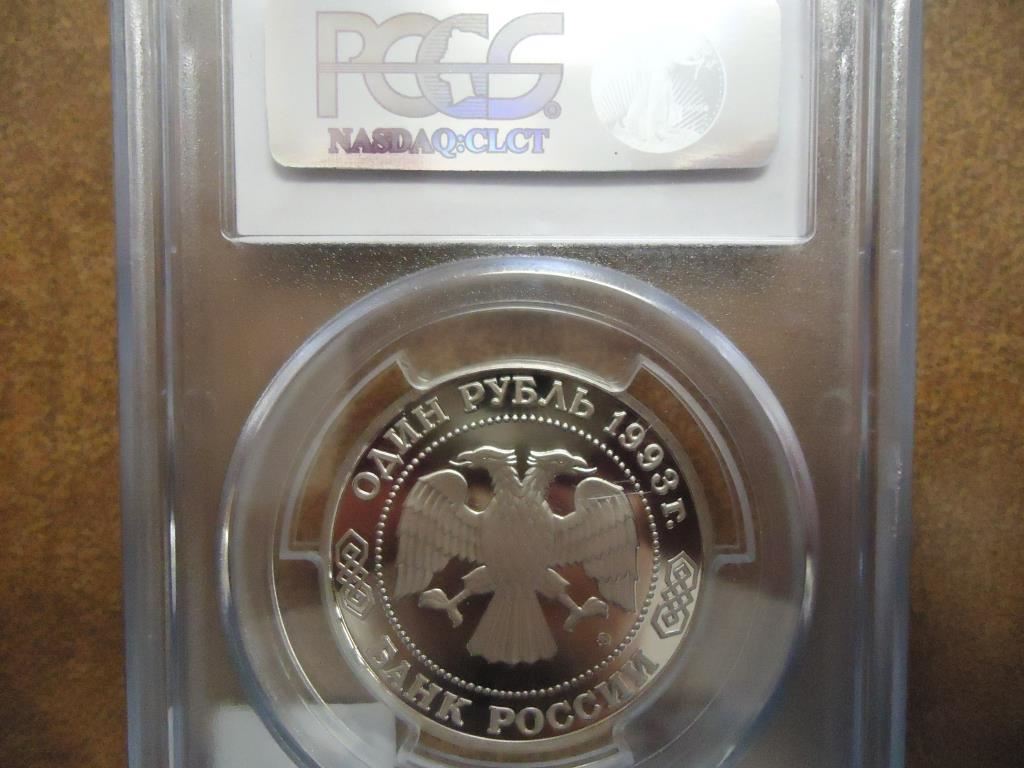 PCGS
NASDAQ:CLCT
ОДИН РУБЛЬ 1993 г.
БАНК РОССИИ